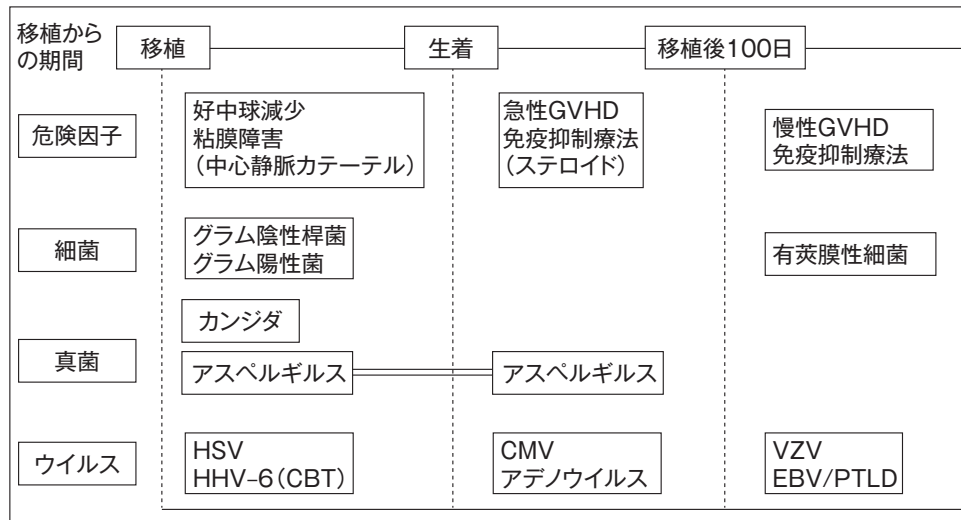 移植から
の期間
移植
生着
移植後100日
危険因子
好中球減少
粘膜障害
（中心静脈カテーテル）
急性GVHD
免疫抑制療法
（ステロイド）
慢性GVHD
免疫抑制療法
細菌
グラム陰性桿菌
グラム陽性菌
有莢膜性細菌
真菌
カンジダ
アスペルギルス
アスペルギルス
ウイルス
HSV
HHV-6（CBT）
CMV
アデノウイルス
VZV
EBV/PTLD